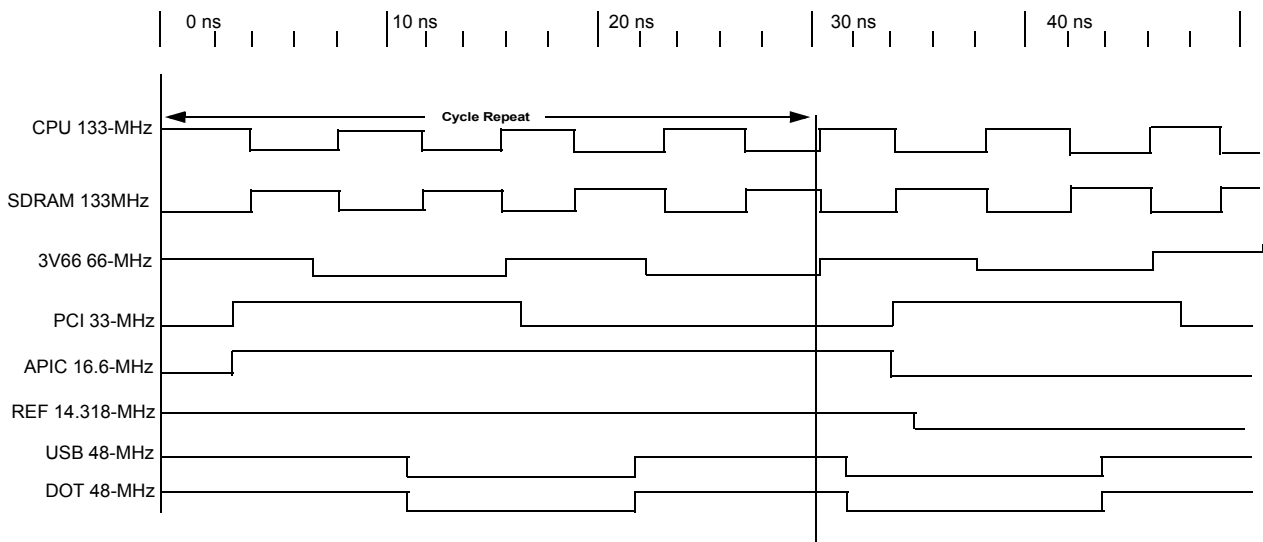 0 ns 10 ns 20 ns 30 ns 40 ns
Cycle Repeat
CPU 133-MHz
SDRAM 133MHz
3V66 66-MHz
PCI 33-MHz
APIC 16.6-MHz
REF 14.318-MHz
USB 48-MHz
DOT 48-MHz